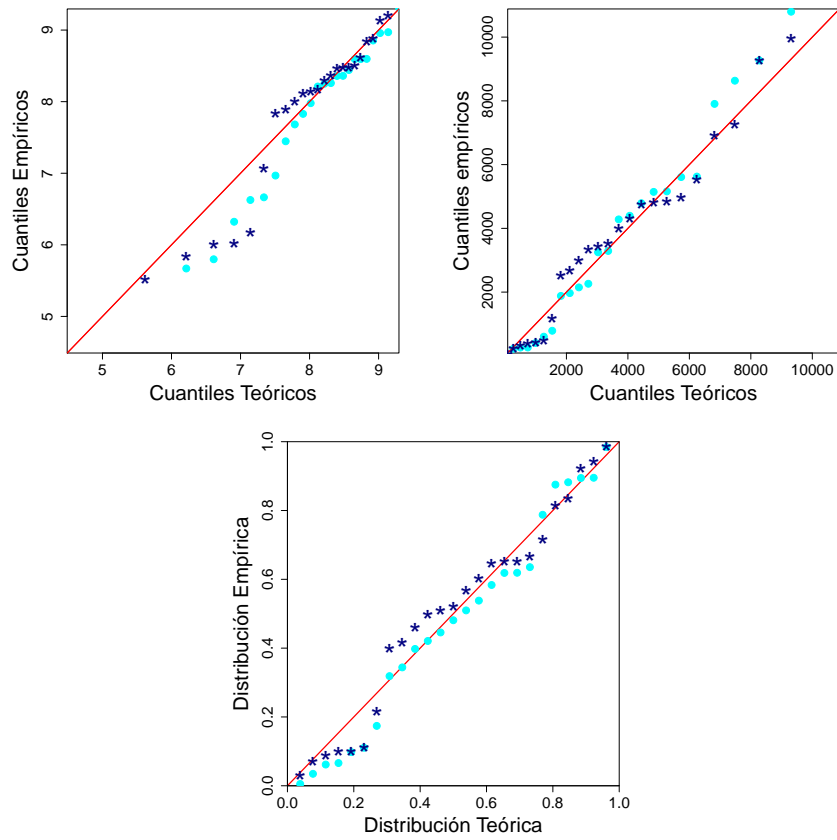 9
8
7
6
5
Cuantiles Empíricos
5 6 7 8 9
Cuantiles Teóricos
10000
8000
6000
4000
2000
Cuantiles empíricos
2000 4000 6000 8000 10000
Cuantiles Teóricos
1.0
0.8
0.6
0.4
0.2
0.0
Distribución Empírica
0.0 0.2 0.4 0.6 0.8 1.0
Distribución Teórica